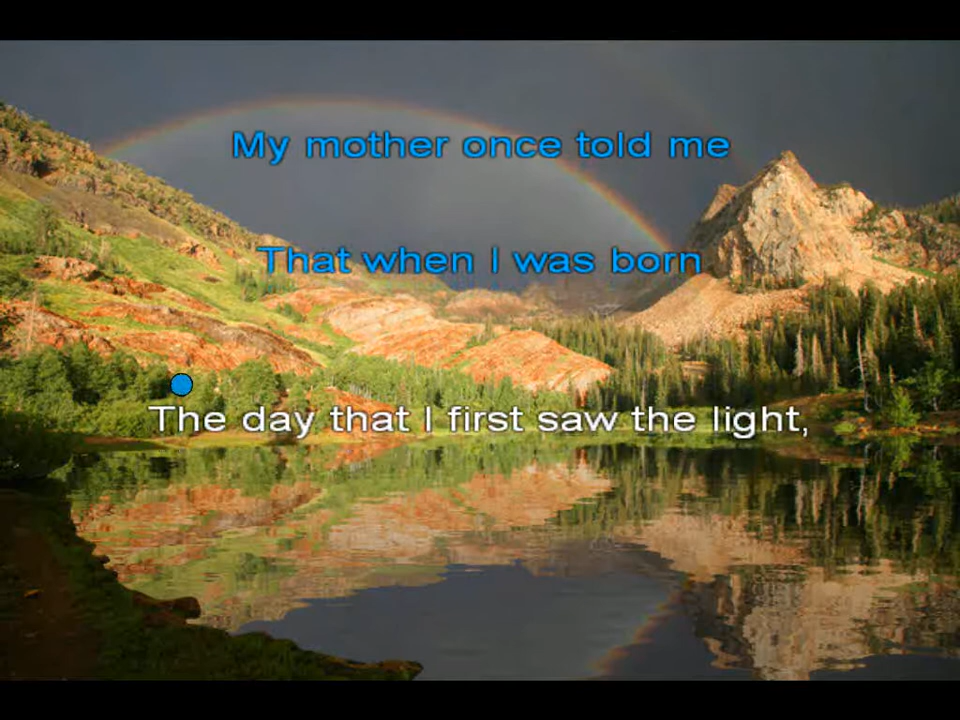 My mother once told me
That when I was born
The day that I first saw the light,